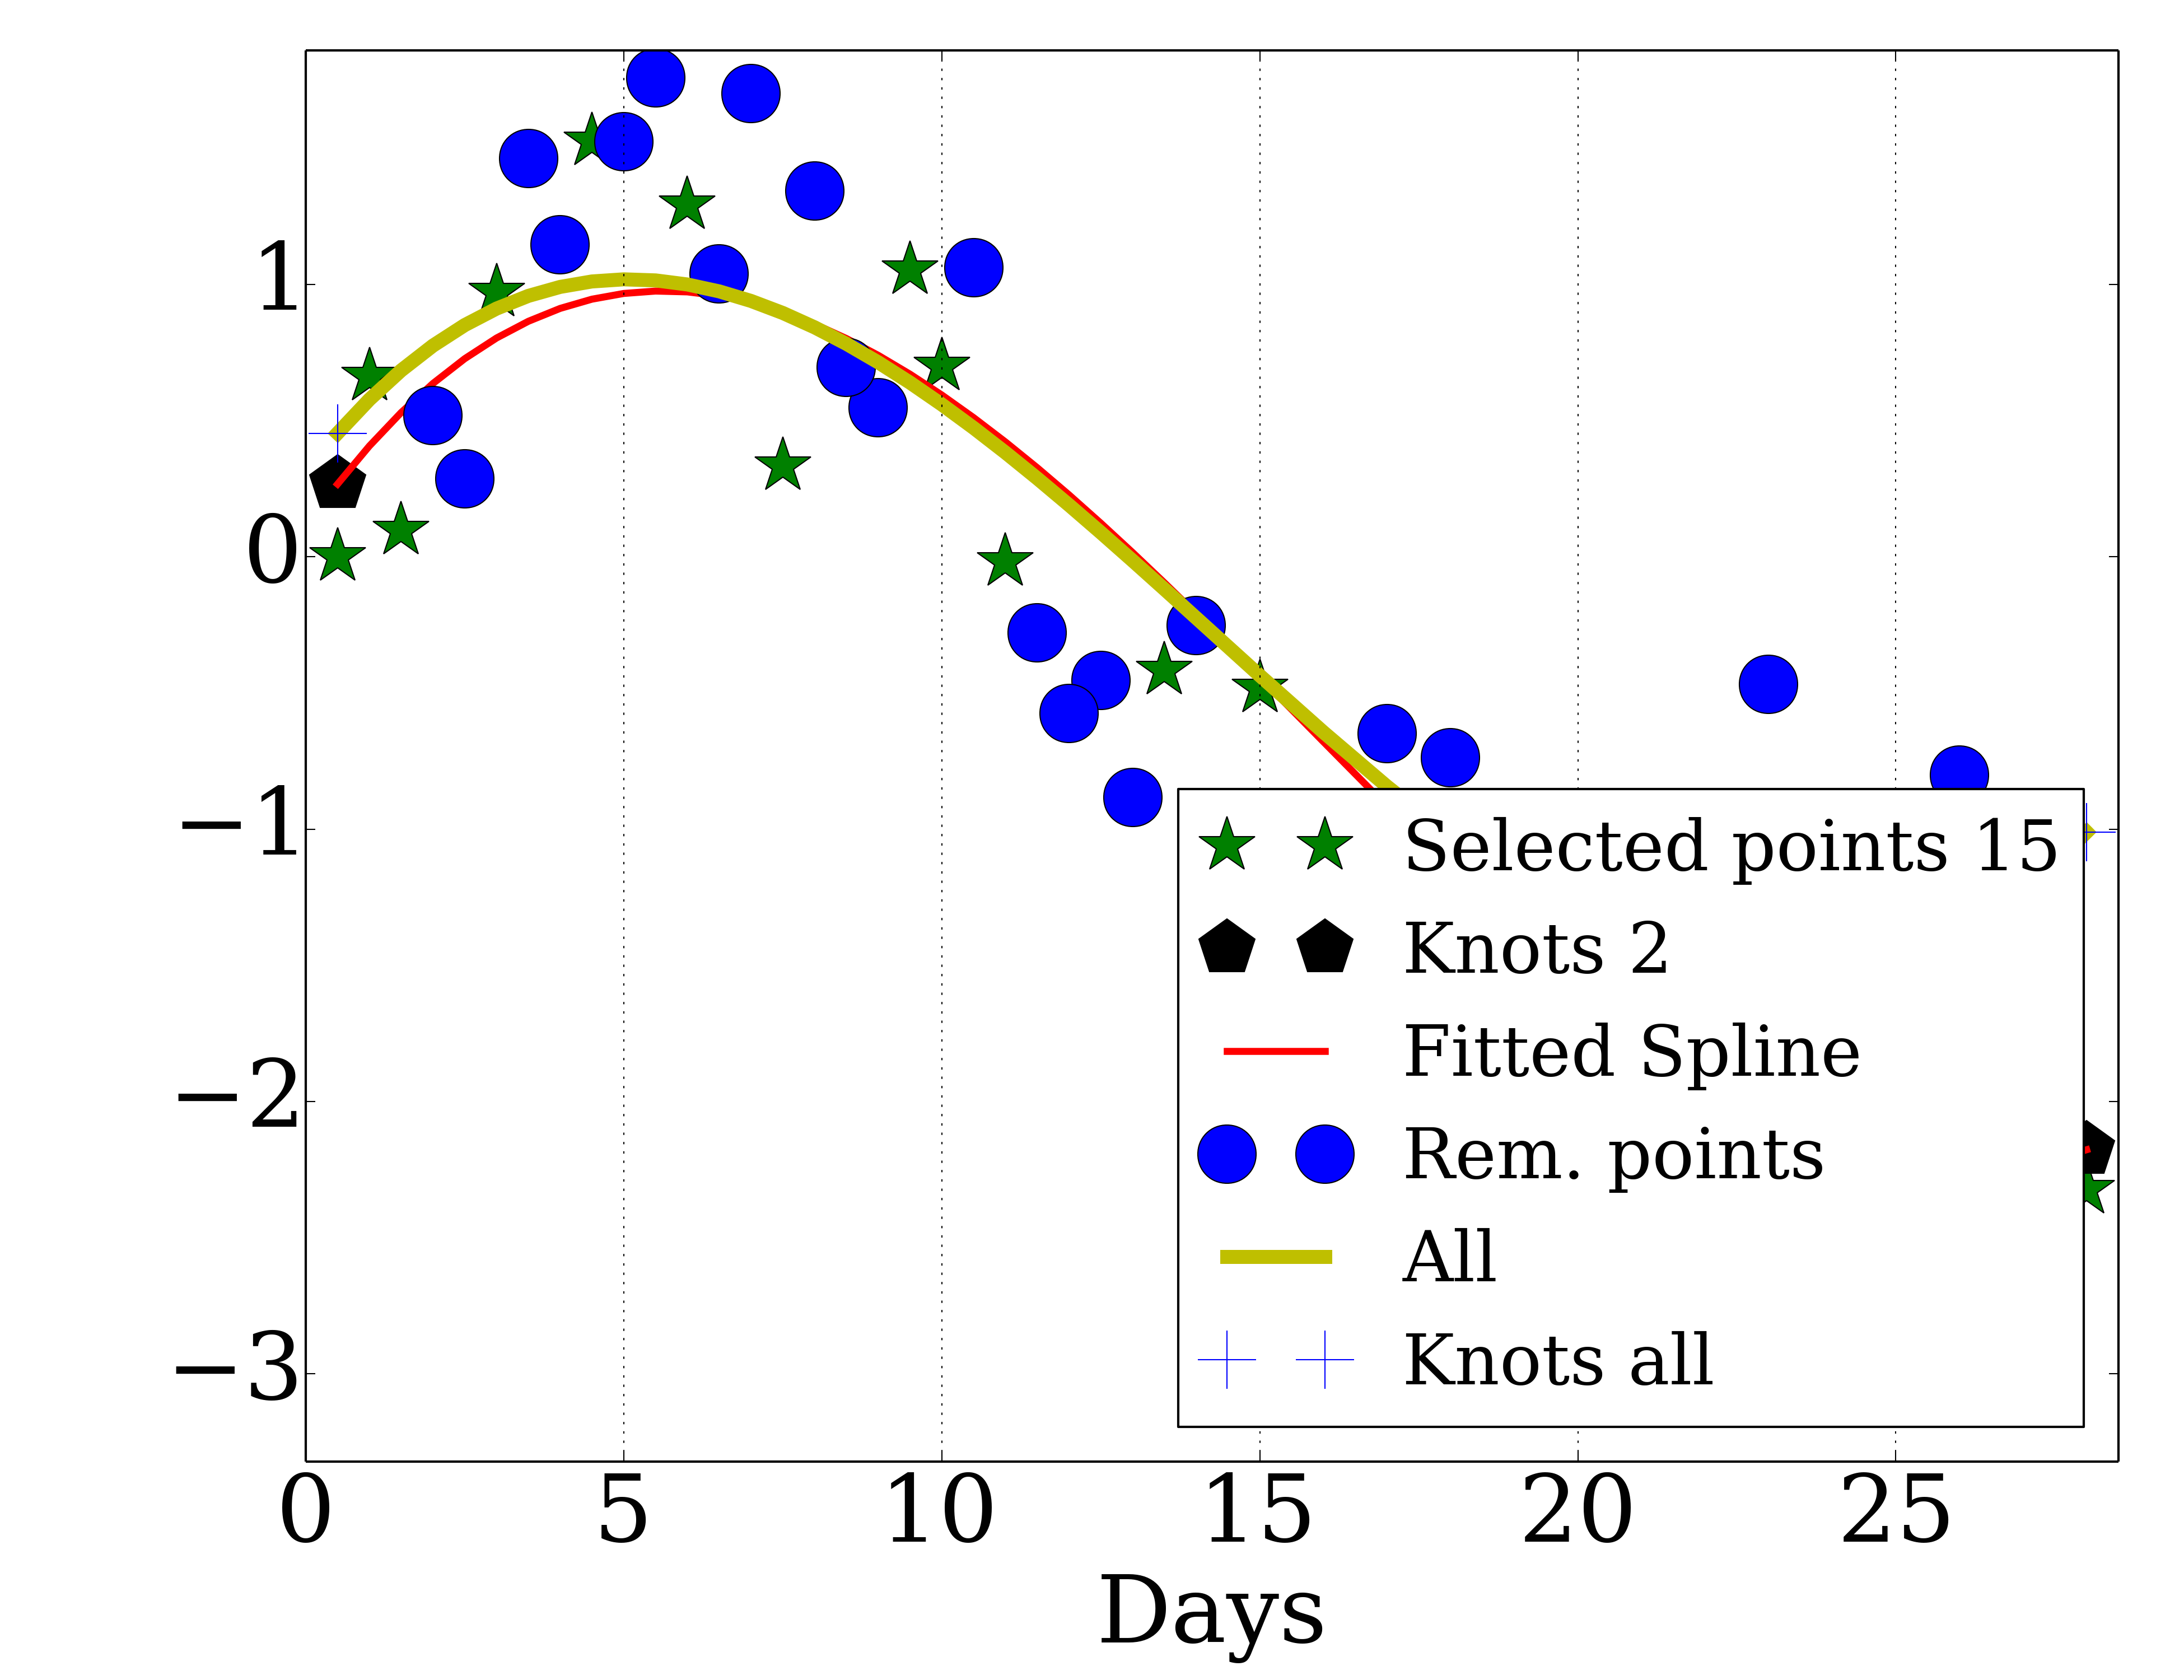 1
0
−1
−2
−3
Selected points 15
Knots 2
Fitted Spline
Rem. points
All
Knots all
0 5 10 15 20 25
Days